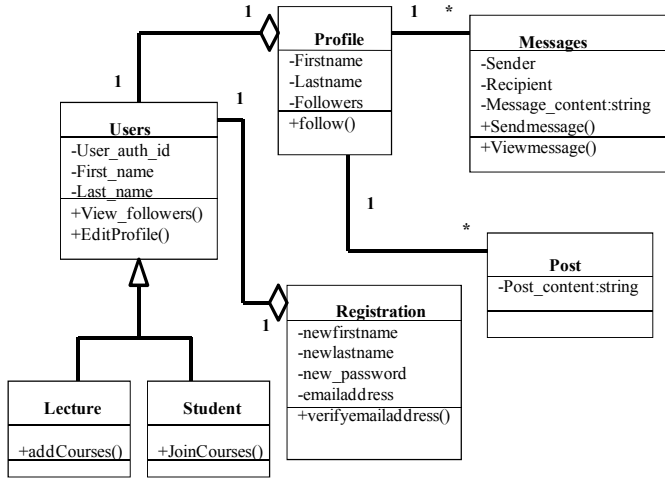 1
Profile
-Firstname
-Lastname
-Followers
+follow()
1
*
Messages
-Sender
-Recipient
-Message_content:string
+Sendmessage()
+Viewmessage()
1
1
Users
-User_auth_id
-First_name
-Last_name
+View_followers()
+EditProfile()
1
*
Post
-Post_content:string
1
Registration
-newfirstname
-newlastname
-new_password
-emailaddress
+verifyemailaddress()
Lecture
+addCourses()
Student
+JoinCourses()